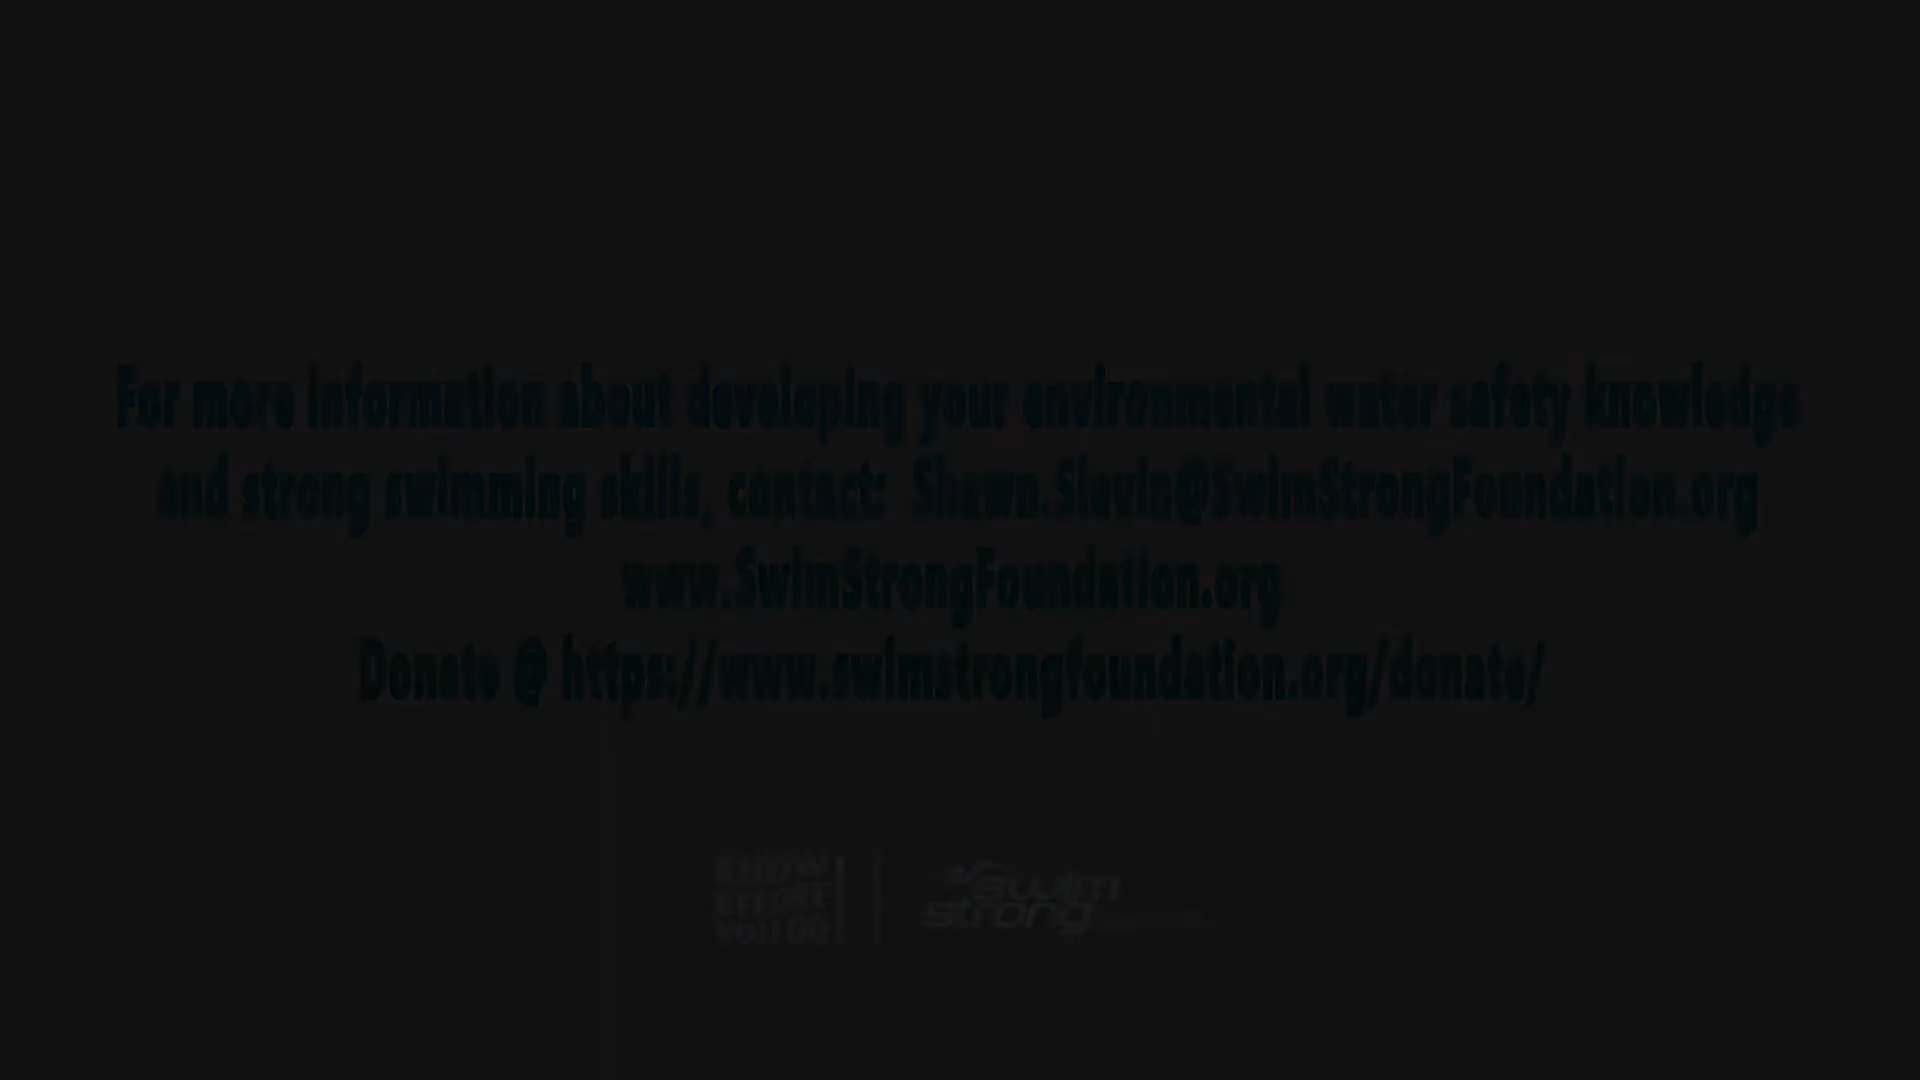 For more information about developing your environmental water safety knowledge
and strong swimming skills, contact: Shawn.Slevin@SwimStrongFoundation.org
www.SwimStrongFoundation.org
Donate @ https://www.swimstrongfoundation.org/donate/
KNOW
BEFORE
YOU GO!
swim
strong